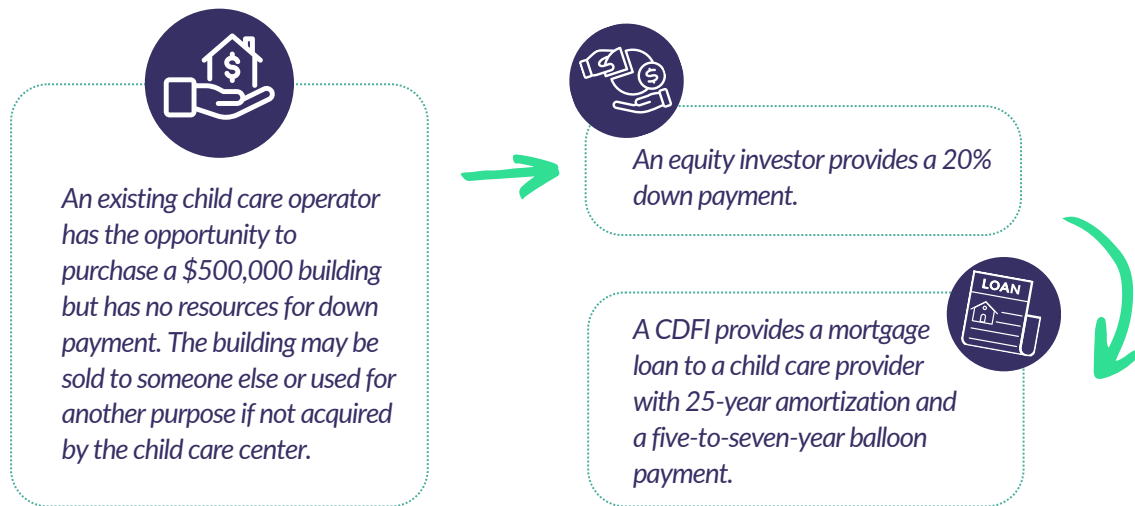 An existing child care operator
has the opportunity to
purchase a $500,000 building
but has no resources for down
payment. The building may be
sold to someone else or used for
another purpose if not acquired
by the child care center.
An equity investor provides a 20%
down payment.
LOAN
A CDFI provides a mortgage
loan to a child care provider
with 25-year amortization and
a five-to-seven-year balloon
payment.